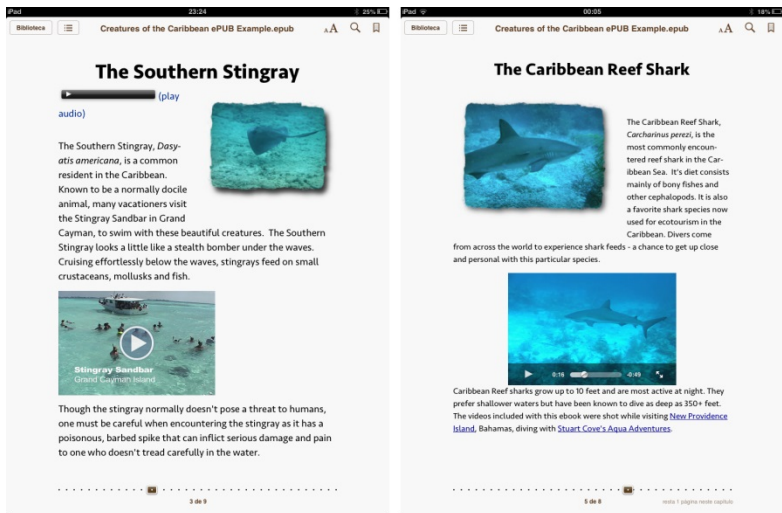 iPad
23:24
25%
Biblioteca
Creatures of the Caribbean ePUB Example.epub
AA
The Southern Stingray
(play
audio)
The Southern Stingray, Dasy-
atis americana, is a common
resident in the Caribbean.
Known to be a normally docile
animal, many vacationers visit
the Stingray Sandbar in Grand
Cayman, to swim with these beautiful creatures. The Southern
Stingray looks a little like a stealth bomber under the waves.
Cruising effortlessly below the waves, stingrays feed on small
crustaceans, mollusks and fish.
Stingray Sandbar
Grand Cayman Island
Though the stingray normally doesn't pose a threat to humans,
one must be careful when encountering the stingray as it has a
poisonous, barbed spike that can inflict serious damage and pain
to one who doesn't tread carefully in the water.
3 de 9
iPad
00:05
18%
Biblioteca
Creatures of the Caribbean ePUB Example.epub
AA
The Caribbean Reef Shark
The Caribbean Reef Shark,
Carcharinus perezi, is the
most commonly encoun-
tered reef shark in the Car-
ibbean Sea. It's diet consists
mainly of bony fishes and
other cephalopods. It is also
a favorite shark species now
used for ecotourism in the
Caribbean. Divers come
from across the world to experience shark feeds - a chance to get up close
and personal with this particular species.
0:16
-0:49
Caribbean Reef sharks grow up to 10 feet and are most active at night. They
prefer shallower waters but have been known to dive as deep as 350+ feet.
The videos included with this ebook were shot while visiting New Providence
Island, Bahamas, diving with Stuart Cove's Aqua Adventures.
5 de 8
resta 1 página neste capítulo